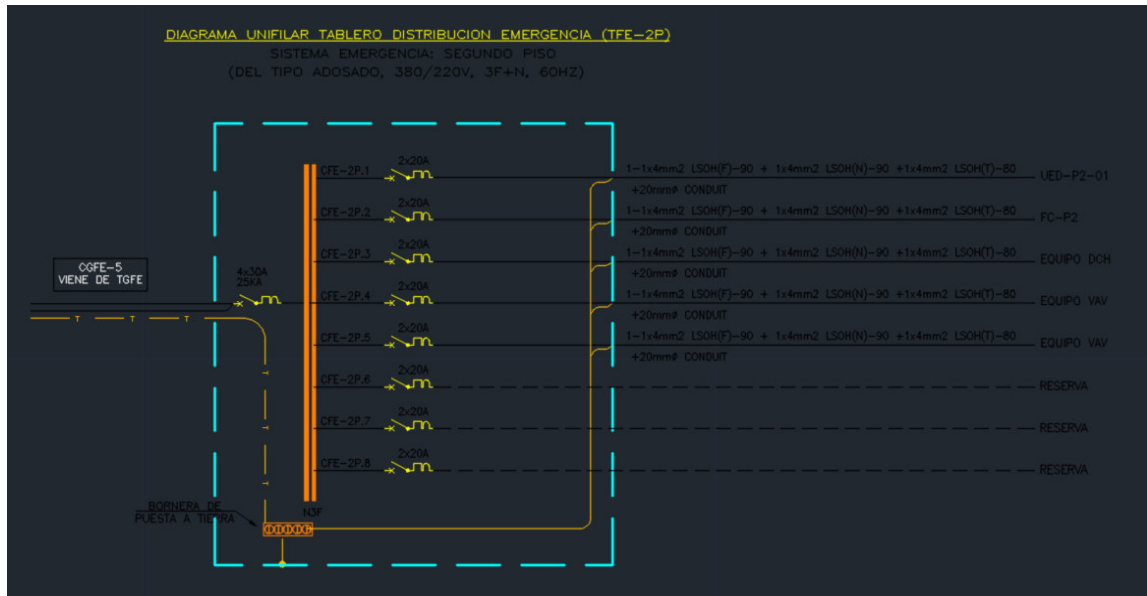 DIAGRAMA UNIFILAR TABLERO DISTRIBUCION EMERGENCIA (TFE-2P)
SISTEMA EMERGENCIA: SEGUNDO PISO
(DEL TIPO ADOSADO, 380/220V, 3F+N, 60HZ)
CGFE-5
VIENE DE TGFE
4x30A
25KA
CFE-2P.1
2x20A
1-1x4mm2 LSOH(F)-90 + 1x4mm2 LSOH(N)-90 +1x4mm2 LSOH(T)-80
+20mmø CONDUIT
UED-P2-01
CFE-2P.2
2x20A
1-1x4mm2 LSOH(F)-90 + 1x4mm2 LSOH(N)-90 +1x4mm2 LSOH(T)-80
+20mmø CONDUIT
FC-P2
CFE-2P.3
2x20A
1-1x4mm2 LSOH(F)-90 + 1x4mm2 LSOH(N)-90 +1x4mm2 LSOH(T)-80
+20mmø CONDUIT
EQUIPO DCH
CFE-2P.4
2x20A
1-1x4mm2 LSOH(F)-90 + 1x4mm2 LSOH(N)-90 +1x4mm2 LSOH(T)-80
+20mmø CONDUIT
EQUIPO VAV
CFE-2P.5
2x20A
1-1x4mm2 LSOH(F)-90 + 1x4mm2 LSOH(N)-90 +1x4mm2 LSOH(T)-80
+20mmø CONDUIT
EQUIPO VAV
CFE-2P.6
2x20A
RESERVA
CFE-2P.7
2x20A
RESERVA
CFE-2P.8
2x20A
RESERVA
T T T
T
T
T
N3F
BORNERA DE
PUESTA A TIERRA